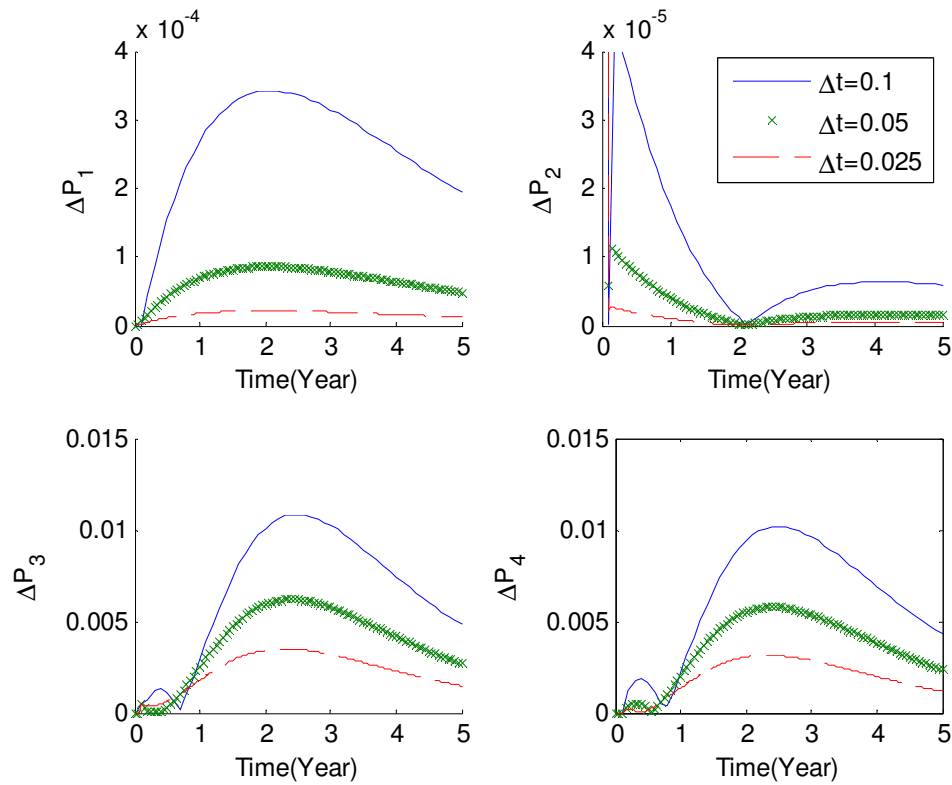 x 10⁻⁴
4
3
2
1
0
ΔP₁
0 1 2 3 4 5
Time(Year)
x 10⁻⁵
4
3
2
1
0
ΔP₂
0 1 2 3 4 5
Time(Year)
Δt=0.1
Δt=0.05
Δt=0.025
0.015
0.01
0.005
0
ΔP₃
0 1 2 3 4 5
Time(Year)
0.015
0.01
0.005
0
ΔP₄
0 1 2 3 4 5
Time(Year)